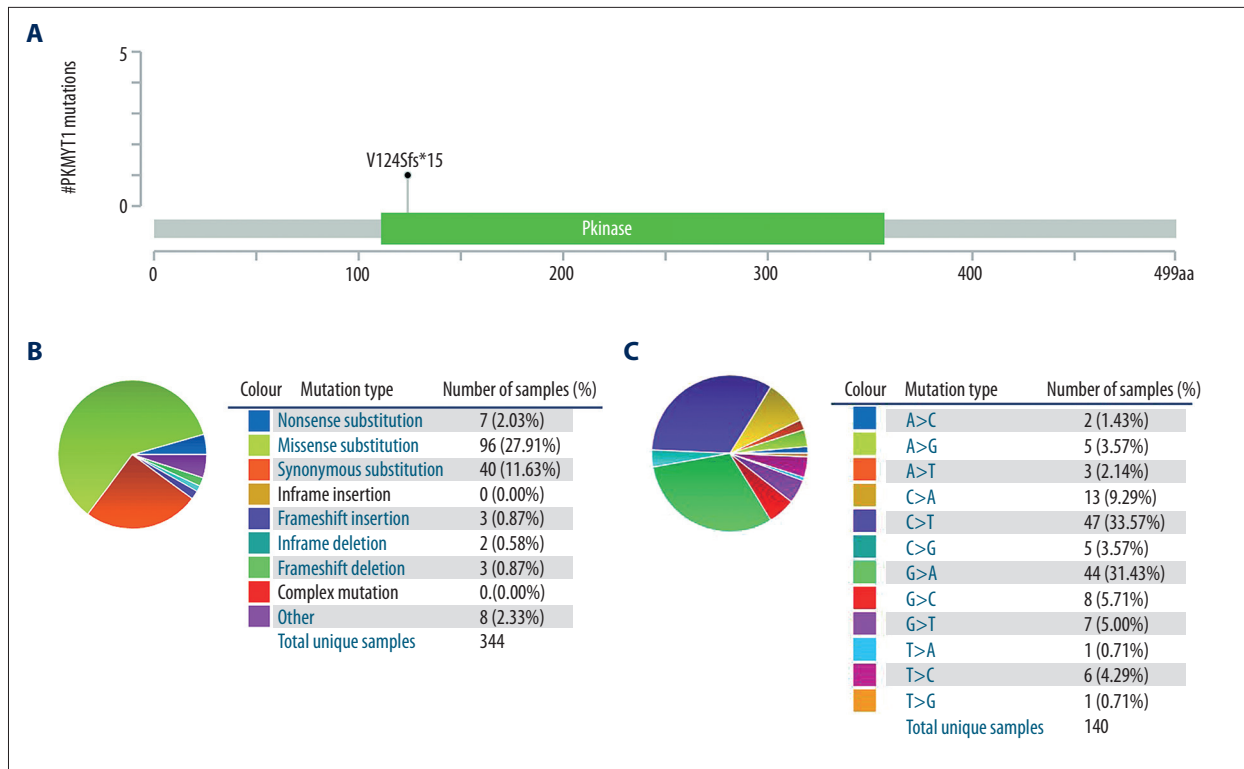 A
5
#PKMYT1 mutations
V124Sfs*15
0
Pkinase
0 100 200 300 400 499aa
B
Colour Mutation type Number of samples (%)
Nonsense substitution 7 (2.03%)
Missense substitution 96 (27.91%)
Synonymous substitution 40 (11.63%)
Inframe insertion 0 (0.00%)
Frameshift insertion 3 (0.87%)
Inframe deletion 2 (0.58%)
Frameshift deletion 3 (0.87%)
Complex mutation 0.(0.00%)
Other 8 (2.33%)
Total unique samples 344
C
Colour Mutation type Number of samples (%)
A>C 2 (1.43%)
A>G 5 (3.57%)
A>T 3 (2.14%)
C>A 13 (9.29%)
C>T 47 (33.57%)
C>G 5 (3.57%)
G>A 44 (31.43%)
G>C 8 (5.71%)
G>T 7 (5.00%)
T>A 1 (0.71%)
T>C 6 (4.29%)
T>G 1 (0.71%)
Total unique samples 140